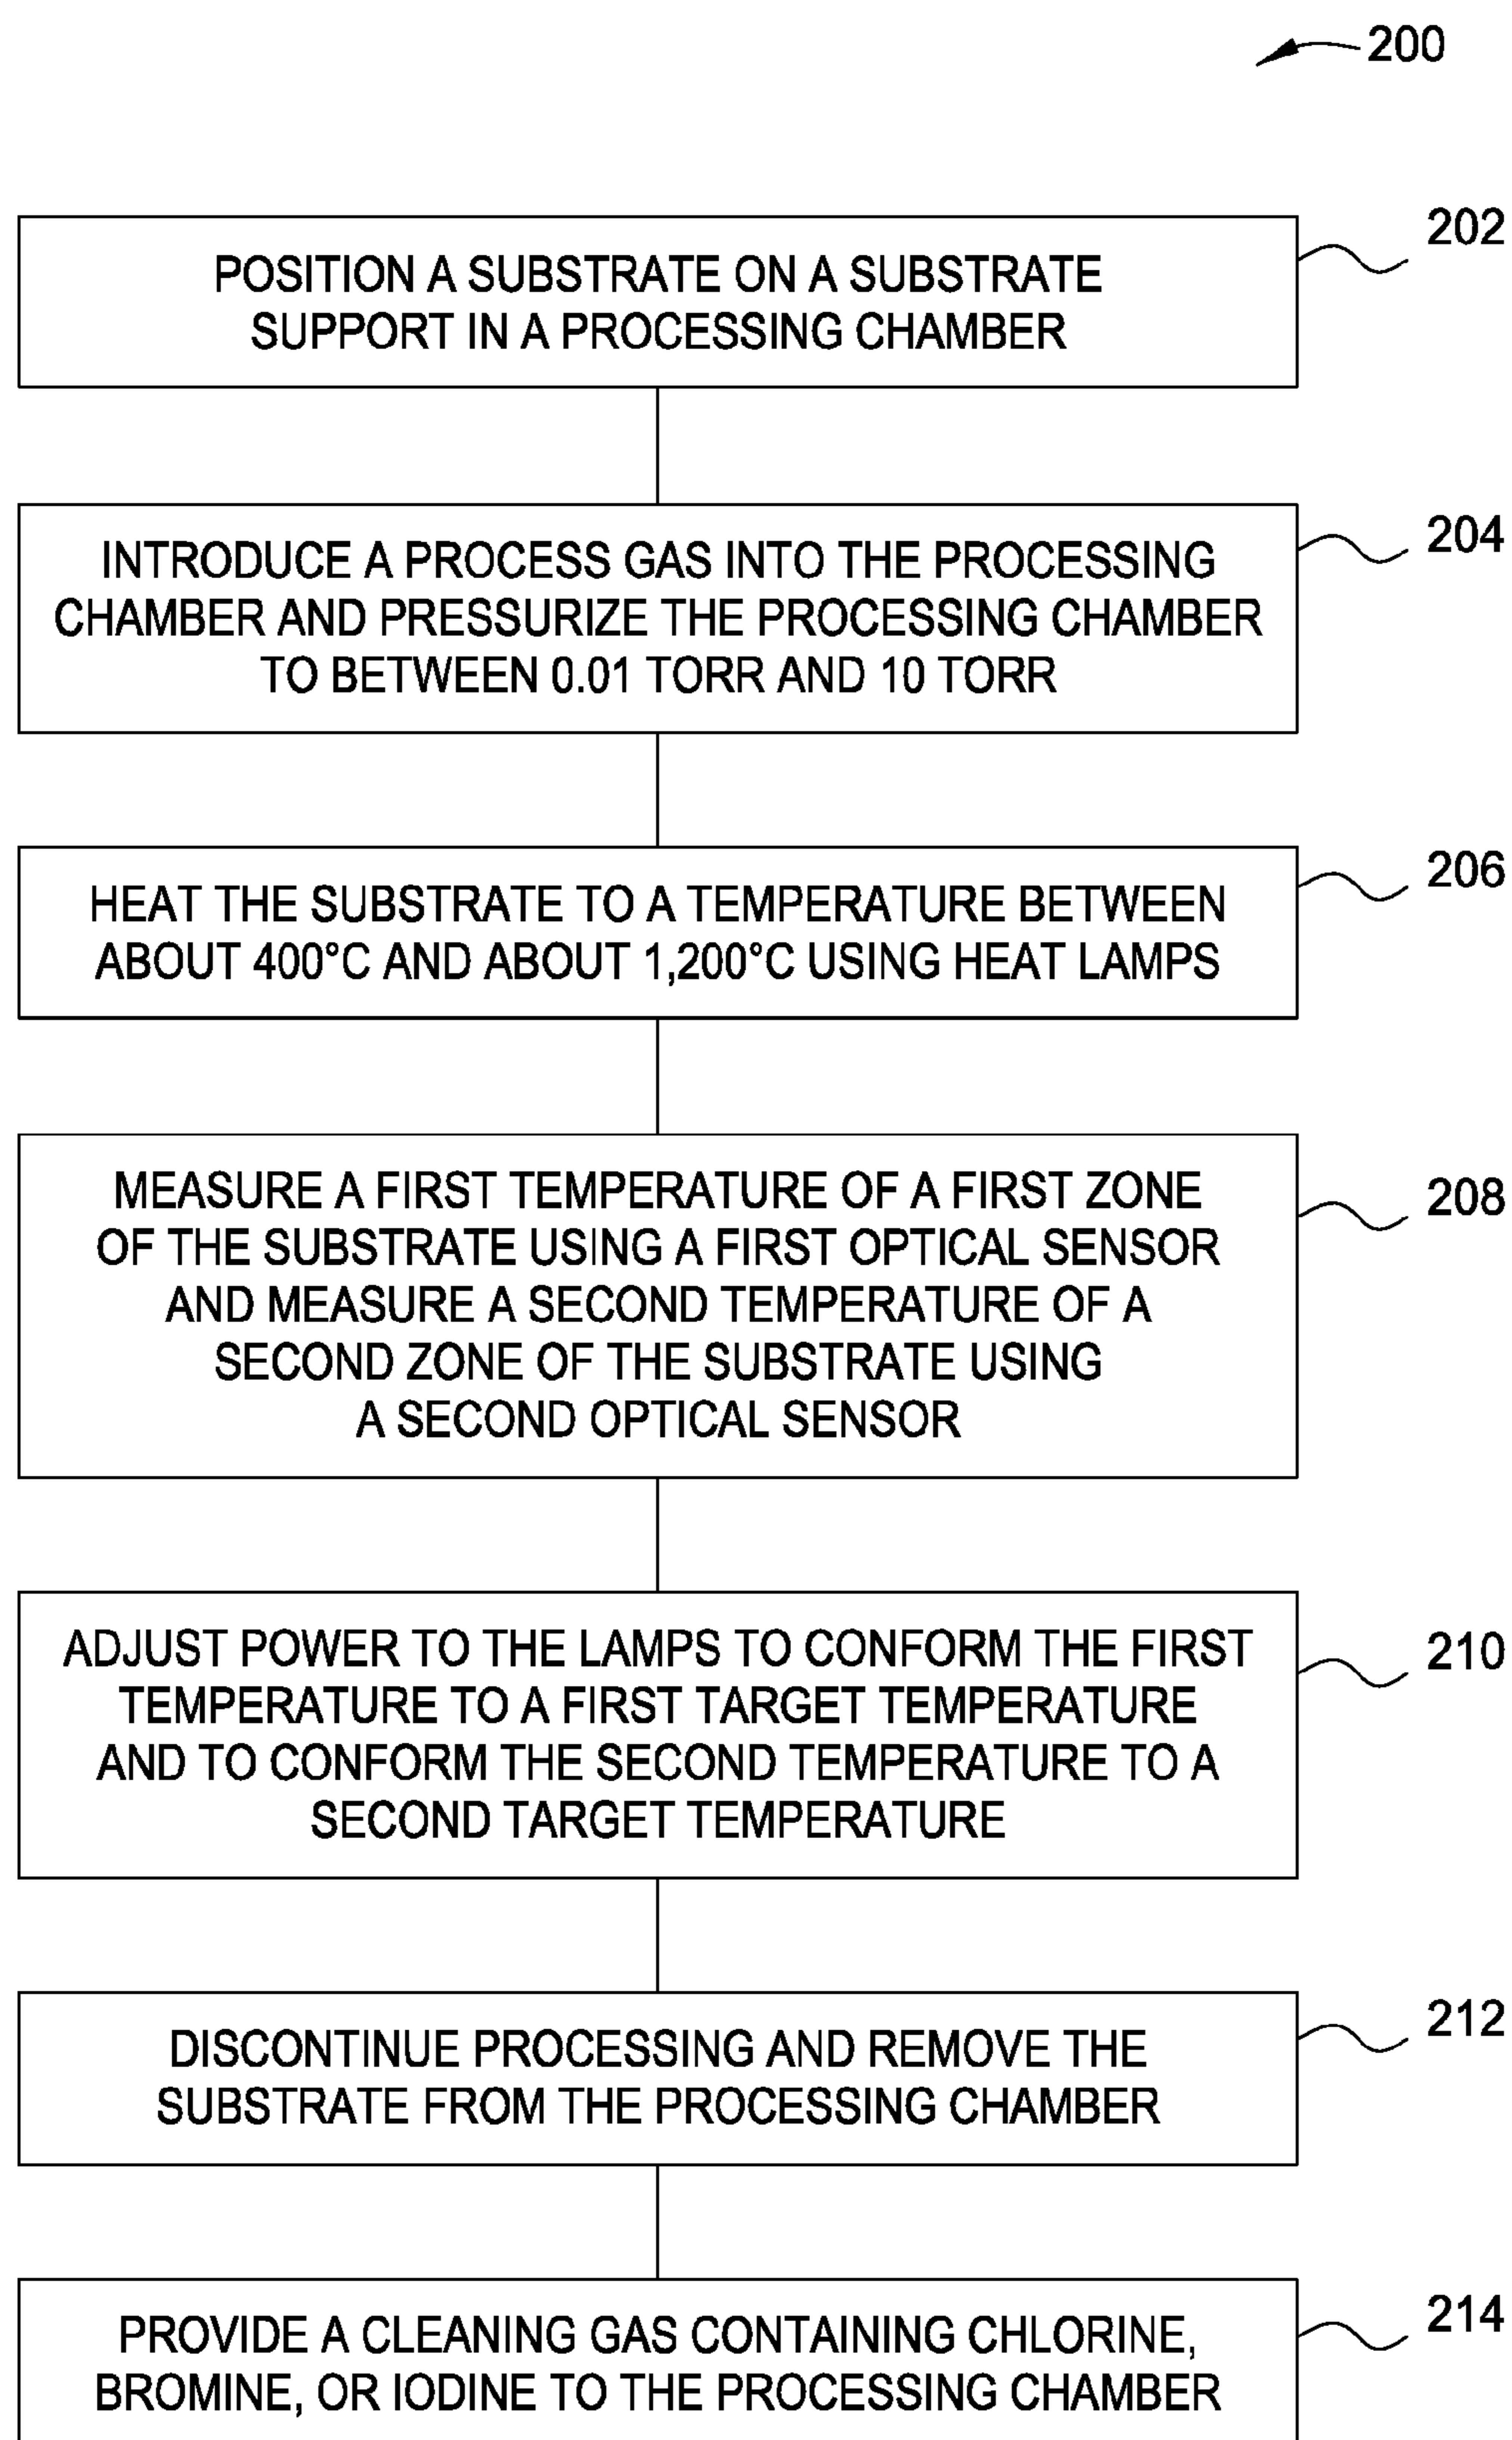 200
202
POSITION A SUBSTRATE ON A SUBSTRATE
SUPPORT IN A PROCESSING CHAMBER
204
INTRODUCE A PROCESS GAS INTO THE PROCESSING
CHAMBER AND PRESSURIZE THE PROCESSING CHAMBER
TO BETWEEN 0.01 TORR AND 10 TORR
206
HEAT THE SUBSTRATE TO A TEMPERATURE BETWEEN
ABOUT 400°C AND ABOUT 1,200°C USING HEAT LAMPS
208
MEASURE A FIRST TEMPERATURE OF A FIRST ZONE
OF THE SUBSTRATE USING A FIRST OPTICAL SENSOR
AND MEASURE A SECOND TEMPERATURE OF A
SECOND ZONE OF THE SUBSTRATE USING
A SECOND OPTICAL SENSOR
210
ADJUST POWER TO THE LAMPS TO CONFORM THE FIRST
TEMPERATURE TO A FIRST TARGET TEMPERATURE
AND TO CONFORM THE SECOND TEMPERATURE TO A
SECOND TARGET TEMPERATURE
212
DISCONTINUE PROCESSING AND REMOVE THE
SUBSTRATE FROM THE PROCESSING CHAMBER
214
PROVIDE A CLEANING GAS CONTAINING CHLORINE,
BROMINE, OR IODINE TO THE PROCESSING CHAMBER